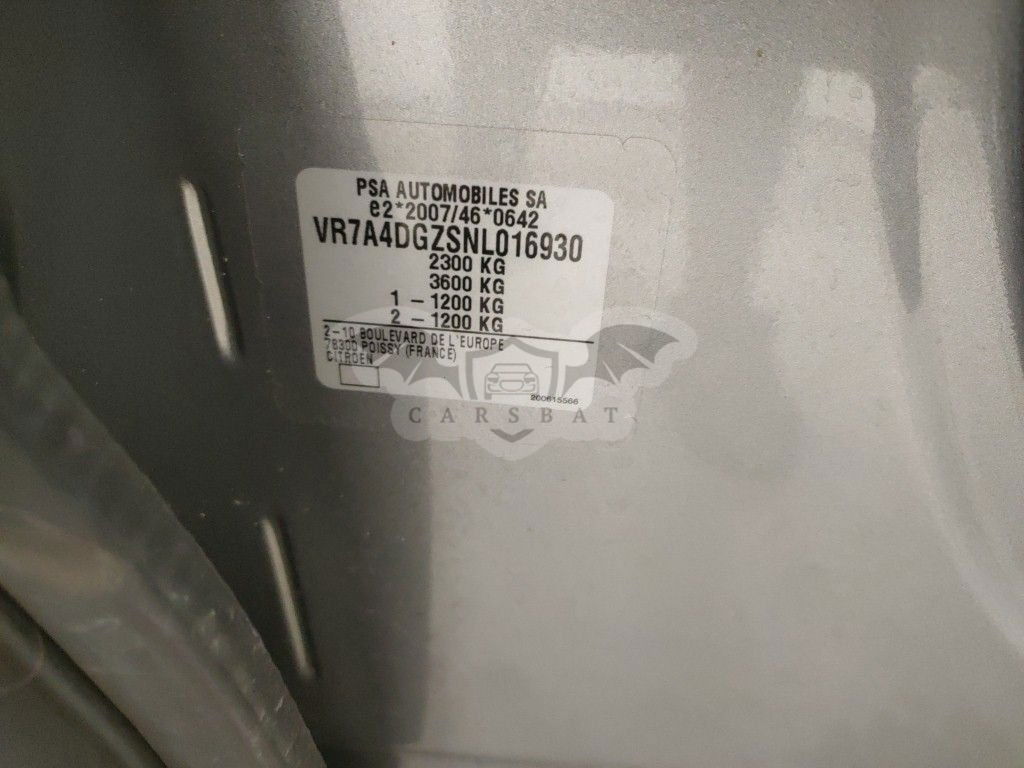 PSA AUTOMOBILES SA
e2*2007/46*0642
VR7A4DGZSNL016930
2300 KG
3600 KG
1 - 1200 KG
2 - 1200 KG
2-10 BOULEVARD DE L'EUROPE
78300 POISSY (FRANCE)
CITROEN
200615566
CARSBAT